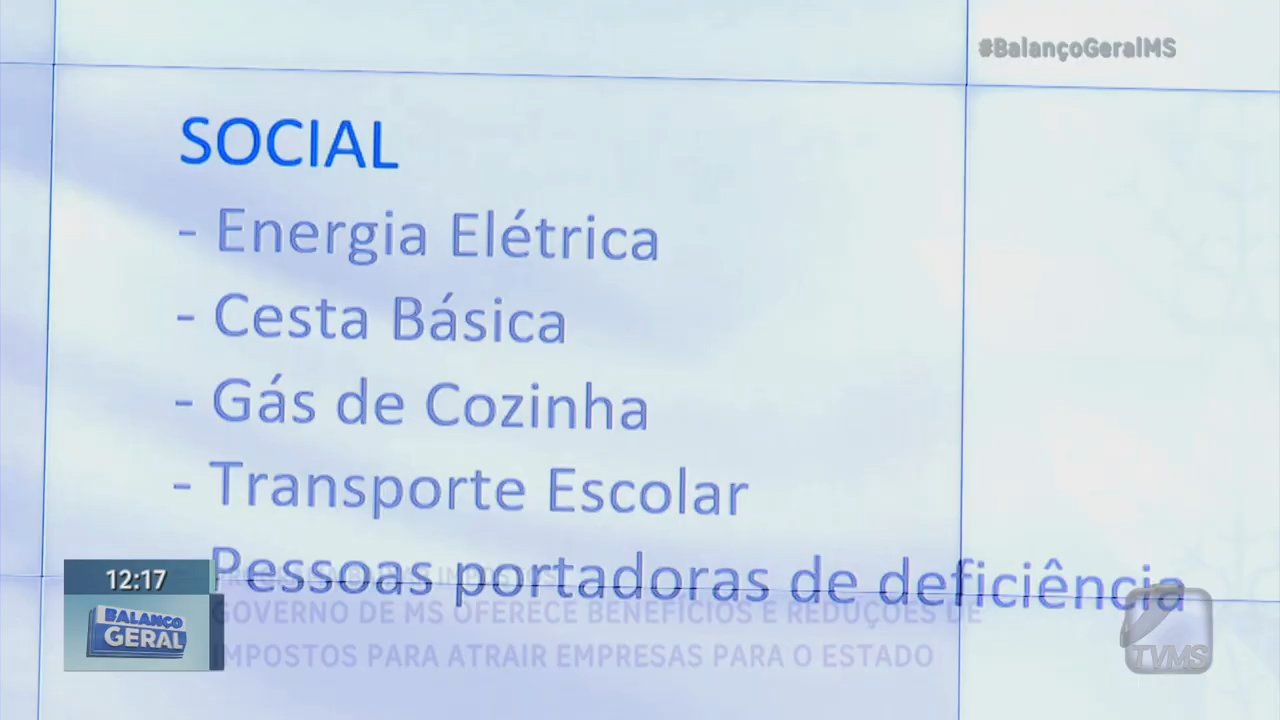 #BalançoGeralMS
SOCIAL
- Energia Elétrica
- Cesta Básica
- Gás de Cozinha
- Transporte Escolar
Pessoas portadoras de deficiência
12:17
BALANÇO
GERAL
GOVERNO DE MS OFERECE BENEFÍCIOS E REDUÇÕES DE
IMPOSTOS PARA ATRAIR EMPRESAS PARA O ESTADO
TVMS